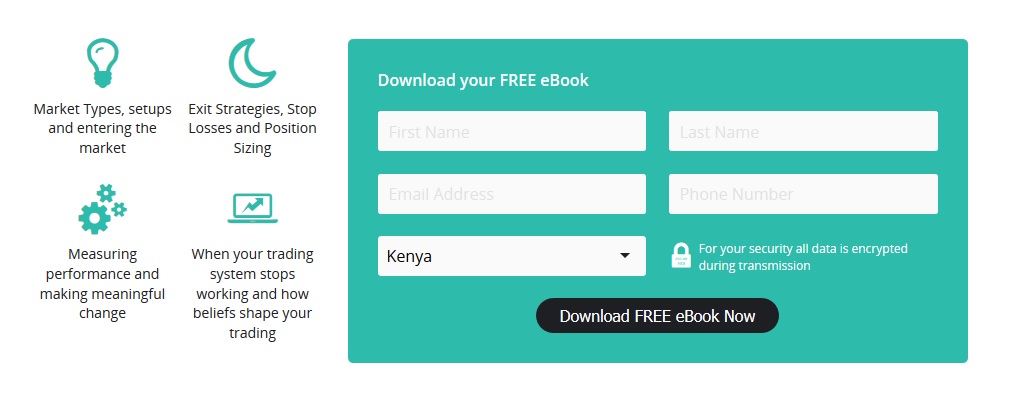 Market Types, setups
and entering the
market
Exit Strategies, Stop
Losses and Position
Sizing
Measuring
performance and
making meaningful
change
When your trading
system stops
working and how
beliefs shape your
trading
Download your FREE eBook
First Name
Last Name
Email Address
Phone Number
Kenya
For your security all data is encrypted
during transmission
Download FREE eBook Now